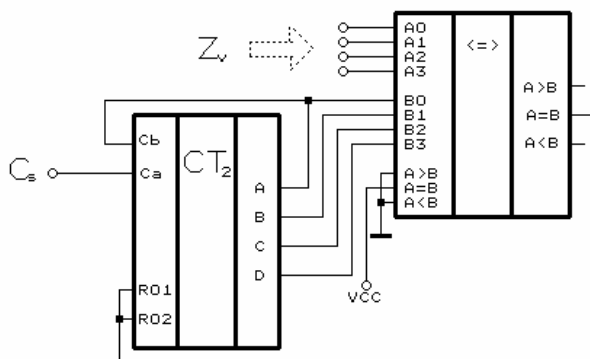 Zv
A0
A1
A2
A3
B0
B1
B2
B3
A>B
A=B
A<B
<=>
A>B
A=B
A<B
Cs
Cb
Ca
CT2
A
B
C
D
R01
R02
VCC